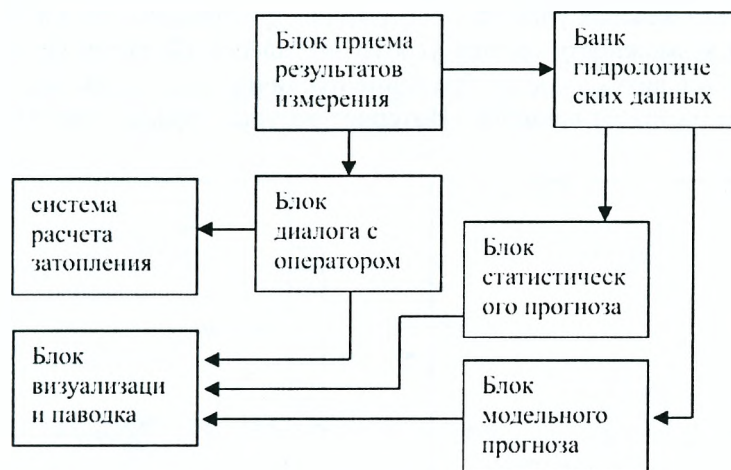 Блок приема
результатов
измерения
Банк
гидрологиче
ских данных
система
расчета
затопления
Блок
диалога с
оператором
Блок
статистическ
ого прогноза
Блок
визуализаци
и паводка
Блок
модельного
прогноза